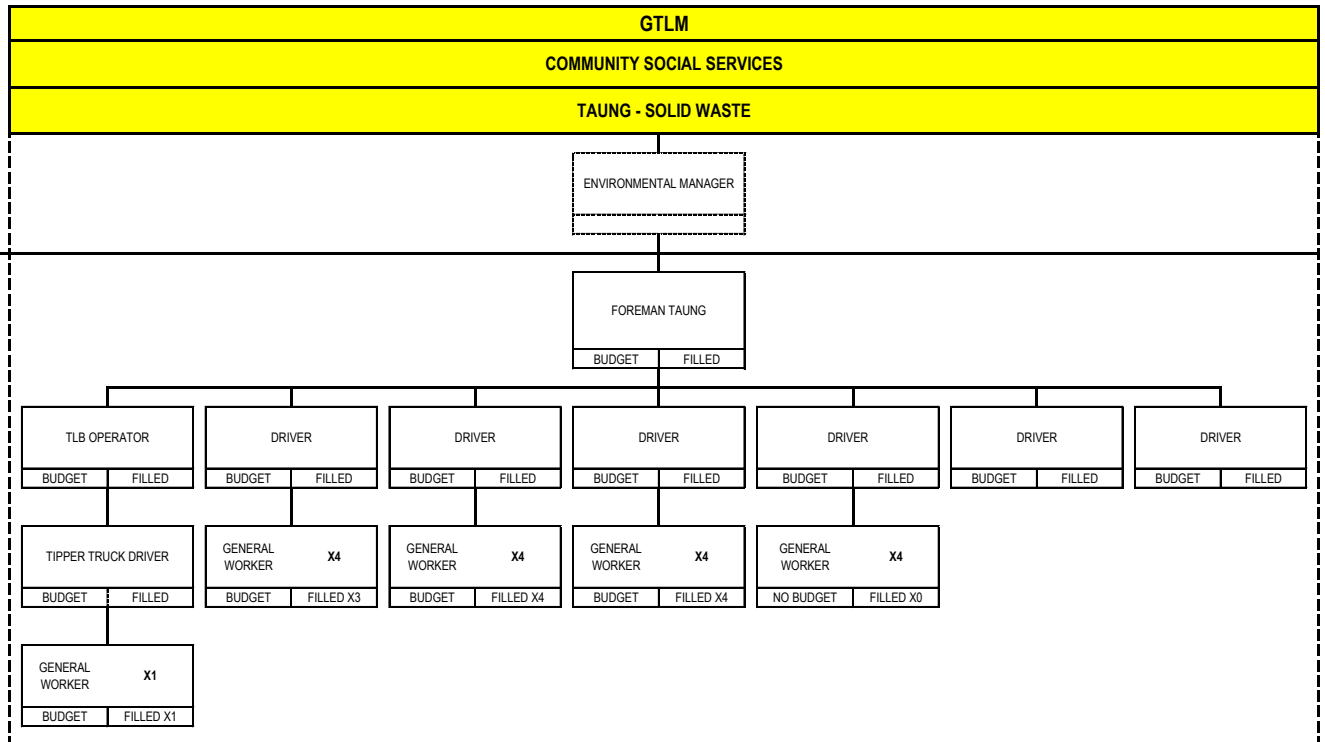 GTLM
COMMUNITY SOCIAL SERVICES
TAUNG - SOLID WASTE
ENVIRONMENTAL MANAGER
FOREMAN TAUNG
BUDGET FILLED
TLB OPERATOR DRIVER DRIVER DRIVER DRIVER DRIVER DRIVER
BUDGET FILLED BUDGET FILLED BUDGET FILLED BUDGET FILLED BUDGET FILLED BUDGET FILLED BUDGET FILLED
TIPPER TRUCK DRIVER
GENERAL
WORKER X4
GENERAL
WORKER X4
GENERAL
WORKER X4
GENERAL
WORKER X4
BUDGET FILLED BUDGET FILLED X3 BUDGET FILLED X4 BUDGET FILLED X4 NO BUDGET FILLED X0
GENERAL
WORKER X1
BUDGET FILLED X1